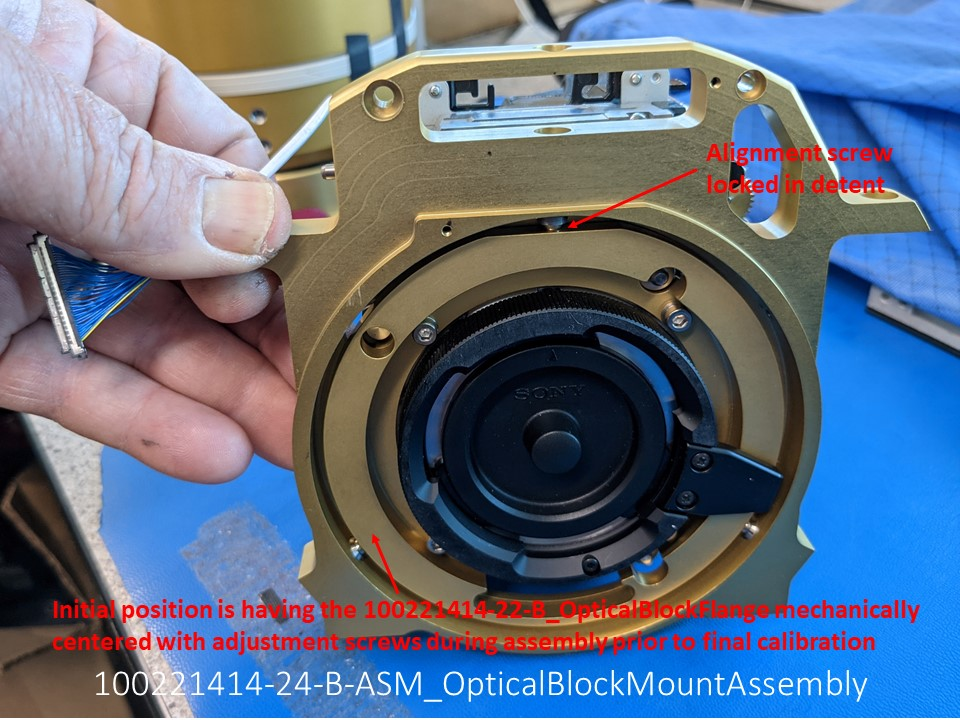 Alignment screw
locked in detent
SONY
Initial position is having the 100221414-22-B_OpticalBlockFlange mechanically
centered with adjustment screws during assembly prior to final calibration
100221414-24-B-ASM_OpticalBlockMountAssembly